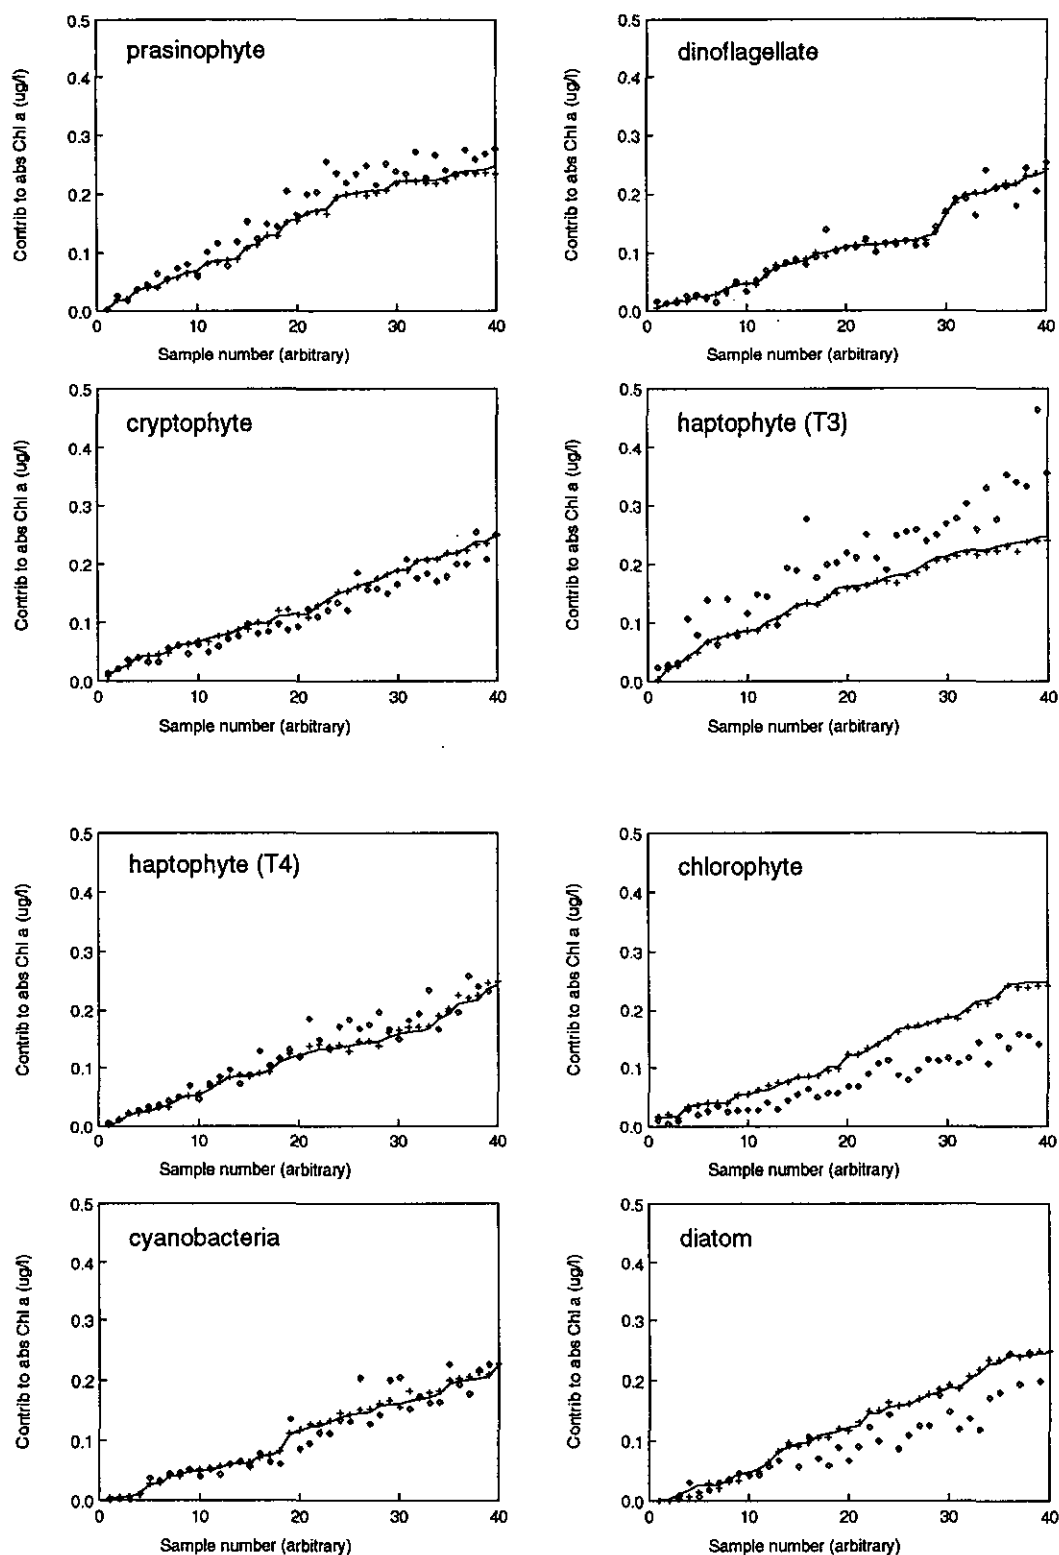 prasinophyte
Contrib to abs Chl a (ug/l)
0.5
0.4
0.3
0.2
0.1
0.0
0 10 20 30 40
Sample number (arbitrary)
dinoflagellate
Contrib to abs Chl a (ug/l)
0.5
0.4
0.3
0.2
0.1
0.0
0 10 20 30 40
Sample number (arbitrary)
cryptophyte
Contrib to abs Chl a (ug/l)
0.5
0.4
0.3
0.2
0.1
0.0
0 10 20 30 40
Sample number (arbitrary)
haptophyte (T3)
Contrib to abs Chl a (ug/l)
0.5
0.4
0.3
0.2
0.1
0.0
0 10 20 30 40
Sample number (arbitrary)
haptophyte (T4)
Contrib to abs Chl a (ug/l)
0.5
0.4
0.3
0.2
0.1
0.0
0 10 20 30 40
Sample number (arbitrary)
chlorophyte
Contrib to abs Chl a (ug/l)
0.5
0.4
0.3
0.2
0.1
0.0
0 10 20 30 40
Sample number (arbitrary)
cyanobacteria
Contrib to abs Chl a (ug/l)
0.5
0.4
0.3
0.2
0.1
0.0
0 10 20 30 40
Sample number (arbitrary)
diatom
Contrib to abs Chl a (ug/l)
0.5
0.4
0.3
0.2
0.1
0.0
0 10 20 30 40
Sample number (arbitrary)